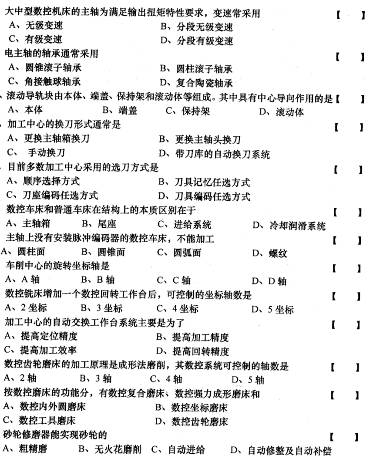 大中型数控机床的主轴为满足输出扭矩特性要求，变速常采用 【 】
A、无级变速 B、分段无级变速
C、有级变速 D、分段有级变速
电主轴的轴承通常采用 【 】
A、圆锥滚子轴承 B、圆柱滚子轴承
C、角接触球轴承 D、复合陶瓷轴承
滚动导轨块由本体、端盖、保持架和滚动体等组成。其中具有中心导向作用的是【 】
A、本体 B、端盖 C、保持架 D、滚动体
加工中心的换刀形式通常是 【 】
A、更换主轴箱换刀 B、更换主轴头换刀
C、手动换刀 D、带刀库的自动换刀系统
目前多数加工中心采用的选刀方式是 【 】
A、顺序选择方式 B、刀具记忆任选方式
C、刀座编码任选方式 D、刀具编码任选方式
数控车床和普通车床在结构上的本质区别在于 【 】
A、主轴箱 B、尾座 C、进给系统 D、冷却润滑系统
主轴上没有安装脉冲编码器的数控车床，不能加工 【 】
A、圆柱面 B、圆锥面 C、圆弧面 D、螺纹
车削中心的旋转坐标轴是 【 】
A、A轴 B、B轴 C、C轴 D、D轴
数控铣床增加一个数控回转工作台后，可控制的坐标轴数是 【 】
A、2坐标 B、3坐标 C、4坐标 D、5坐标
加工中心的自动交换工作台系统主要是为了 【 】
A、提高定位精度 B、提高加工精度
C、提高加工效率 D、提高回转精度
数控齿轮磨床的加工原理是成形法磨削，其数控系统可控制的轴数是 【 】
A、2轴 B、3轴 C、4轴 D、5轴
按数控磨床的功能分，有数控复合磨床、数控强力成形磨床和 【 】
A、数控内外圆磨床 B、数控坐标磨床
C、数控工具磨床 D、数控齿轮磨床
砂轮修磨器能实现砂轮的 【 】
A、粗精磨 B、无火花磨削 C、自动进给 D、自动修整及自动补偿